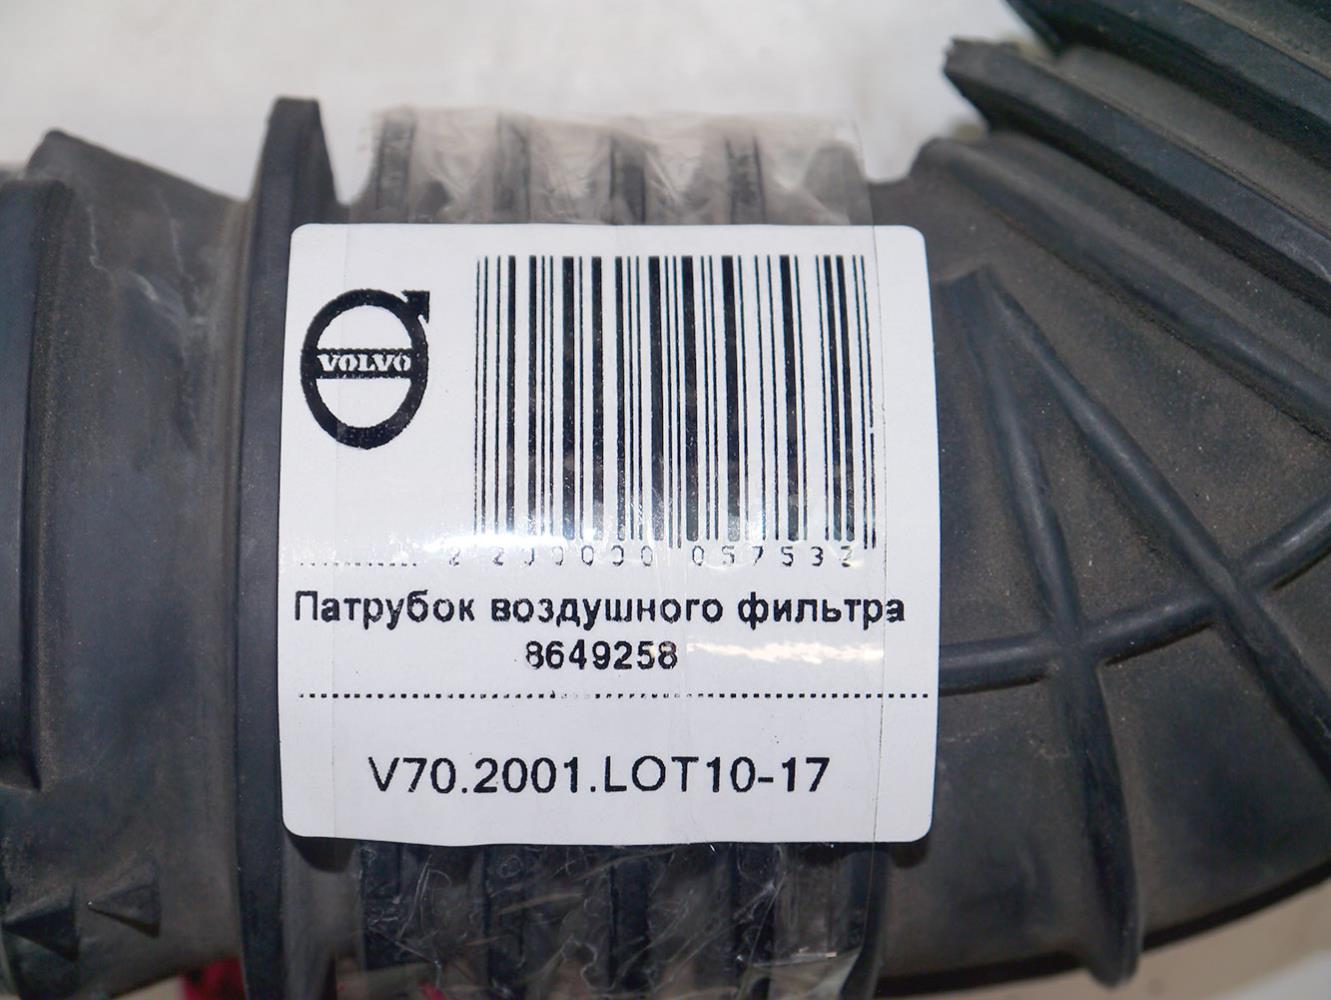 VOLVO
2 200000 057532
Патрубок воздушного фильтра
8649258
V70.2001.LOT10-17